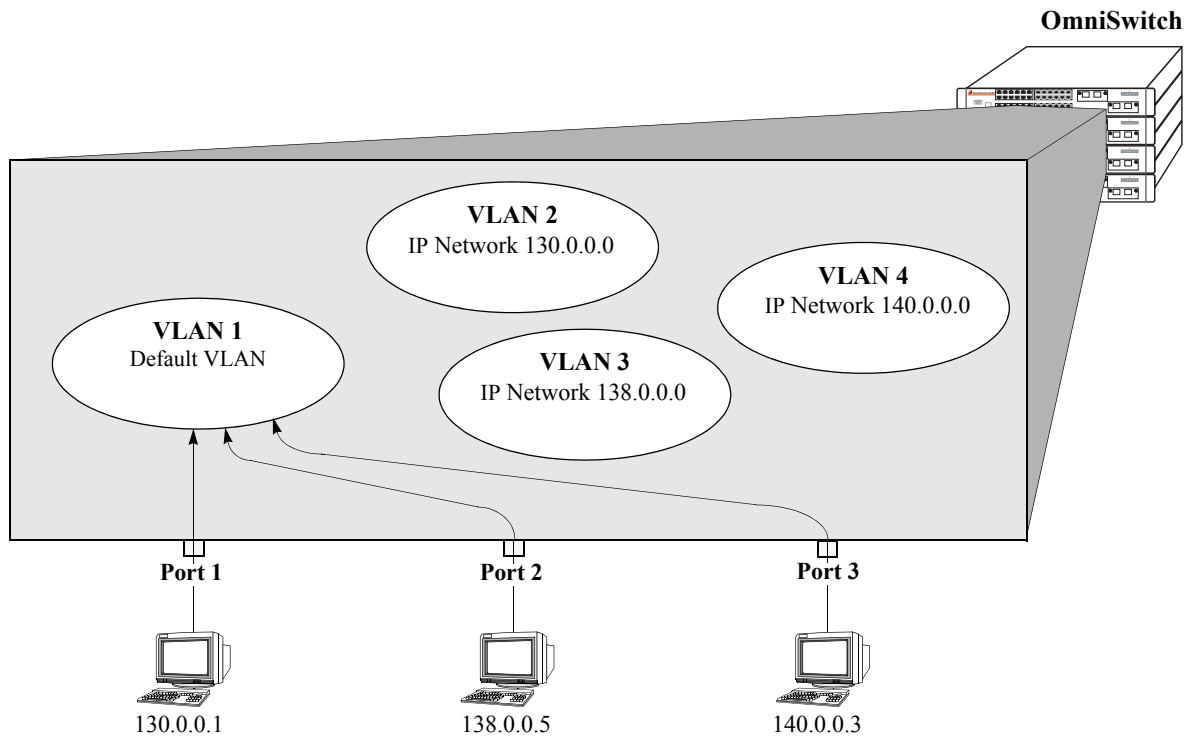 OmniSwitch
VLAN 2
IP Network 130.0.0.0
VLAN 4
IP Network 140.0.0.0
VLAN 1
Default VLAN
VLAN 3
IP Network 138.0.0.0
Port 1
Port 2
Port 3
130.0.0.1
138.0.0.5
140.0.0.3